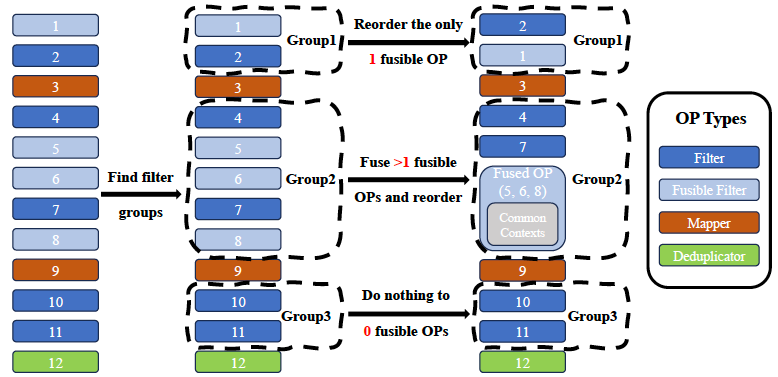 1
2
3
4
5
6
7
8
9
10
11
12
Find filter
groups
1
2
Group1
3
4
5
6
Group2
7
8
9
10
Group3
11
12
Reorder the only
1 fusible OP
Fuse >1 fusible
OPs and reorder
Do nothing to
0 fusible OPs
2
Group1
1
3
4
7
Fused OP
(5, 6, 8)
Group2
Common
Contexts
9
10
Group3
11
12
OP Types
Filter
Fusible Filter
Mapper
Deduplicator